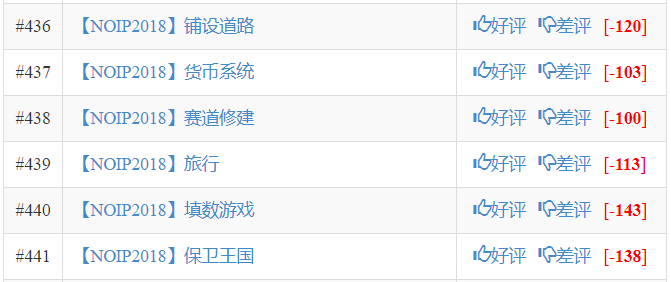 #436 【NOIP2018】铺设道路 好评 差评 [-120]
#437 【NOIP2018】货币系统 好评 差评 [-103]
#438 【NOIP2018】赛道修建 好评 差评 [-100]
#439 【NOIP2018】旅行 好评 差评 [-113]
#440 【NOIP2018】填数游戏 好评 差评 [-143]
#441 【NOIP2018】保卫王国 好评 差评 [-138]